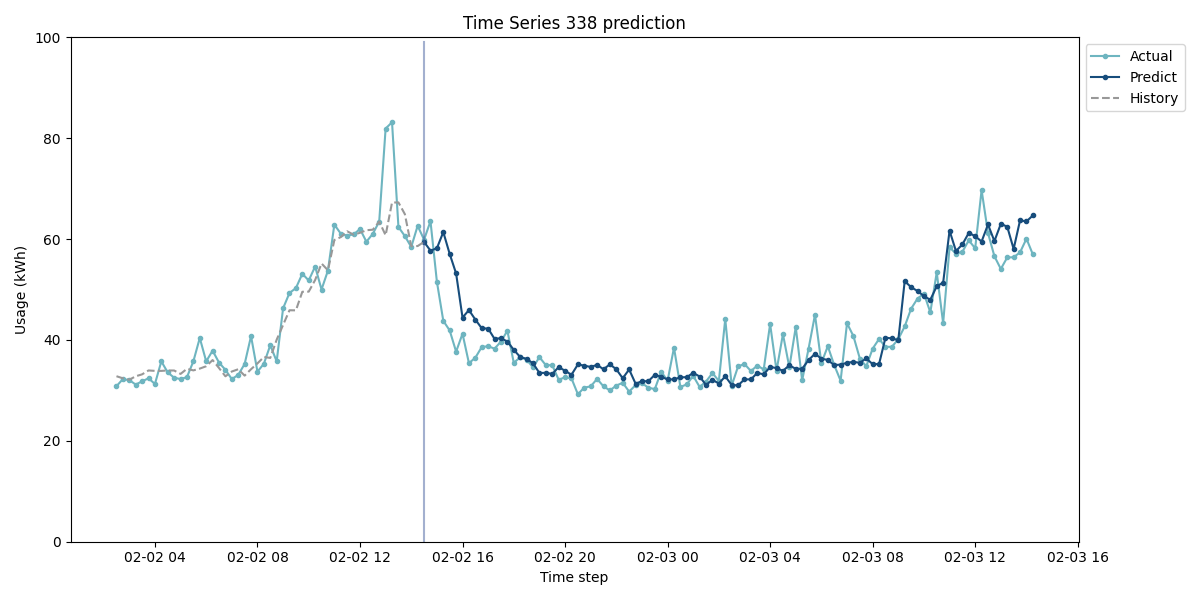 Time Series 338 prediction
100
80
60
40
20
0
Usage (kWh)
02-02 04
02-02 08
02-02 12
02-02 16
02-02 20
02-03 00
02-03 04
02-03 08
02-03 12
02-03 16
Time step
Actual
Predict
History